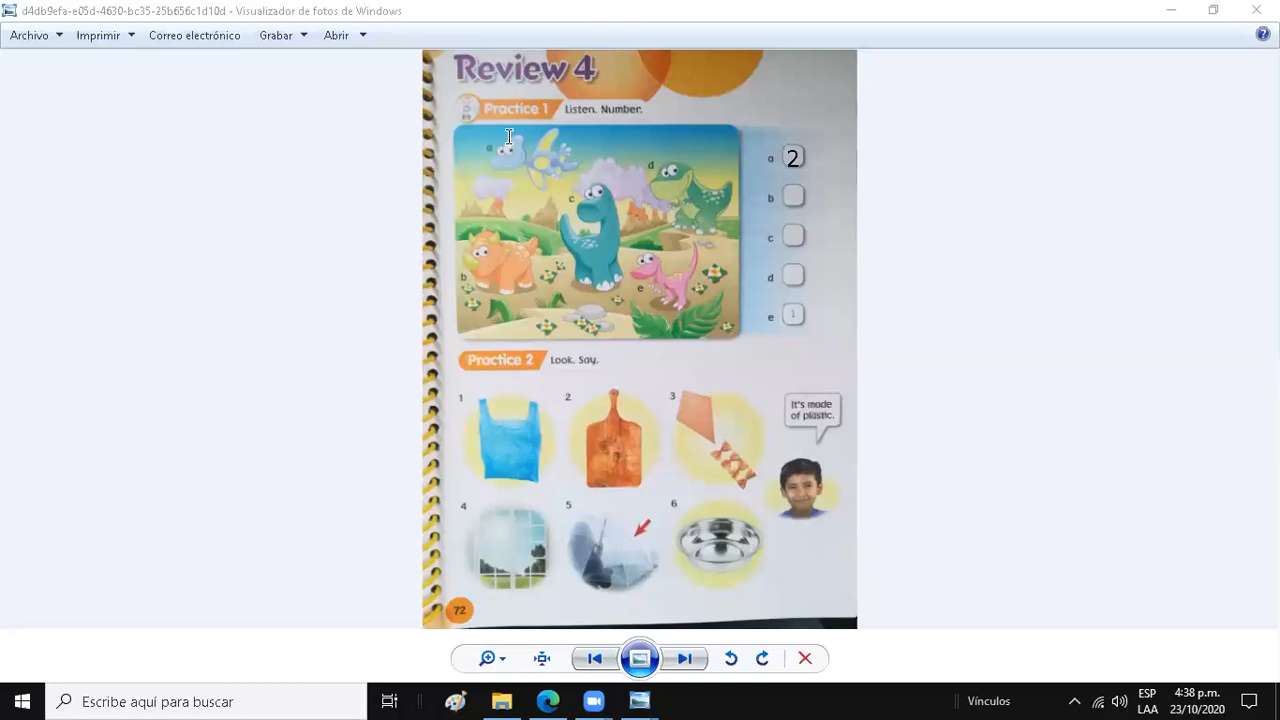 d4db9efa-e05d-4630-bc35-25b656c1d10d - Visualizador de fotos de Windows
Archivo Imprimir Correo electrónico Grabar Abrir
Review 4
Practice 1 Listen. Number.
a
b
c
d
e
a 2
b
c
d
e 1
Practice 2 Look. Say.
1 2 3
It's made
of plastic.
4 5 6
72
Escribe aquí para buscar
Vínculos
ESP
LAA
4:38 p.m.
23/10/2020